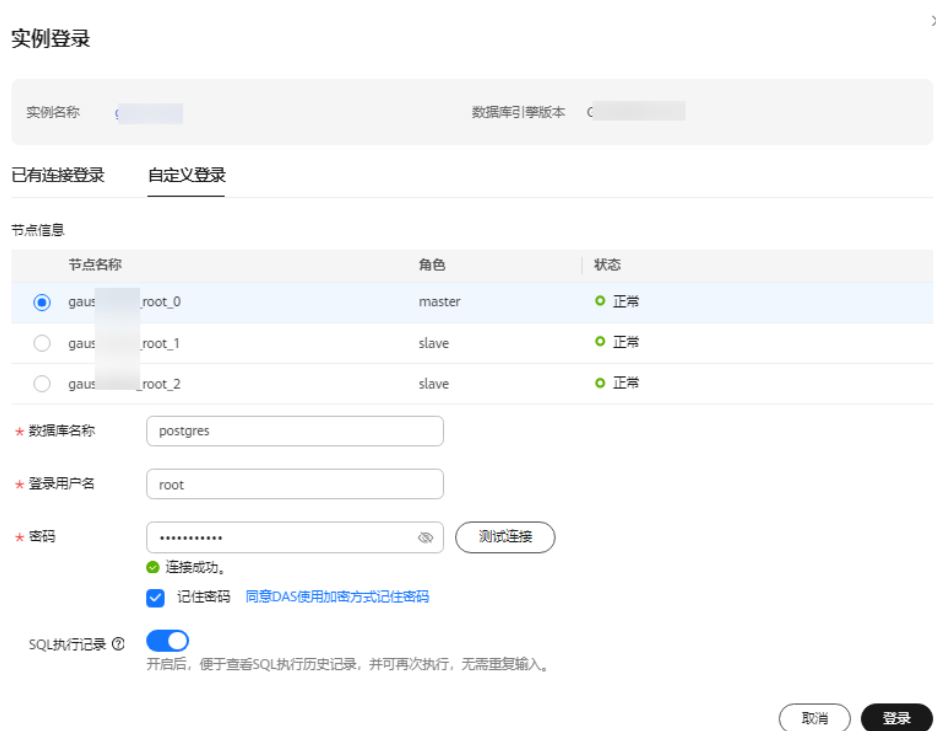 实例登录
实例名称 数据库引擎版本
已有连接登录 自定义登录
节点信息
节点名称 角色 状态
gaus _root_0 master 正常
gaus _root_1 slave 正常
gaus _root_2 slave 正常
* 数据库名称 postgres
* 登录用户名 root
* 密码 ••••••••••• 测试连接
连接成功。
记住密码 同意DAS使用加密方式记住密码
SQL执行记录
开启后，便于查看SQL执行历史记录，并可再次执行，无需重复输入。
取消 登录